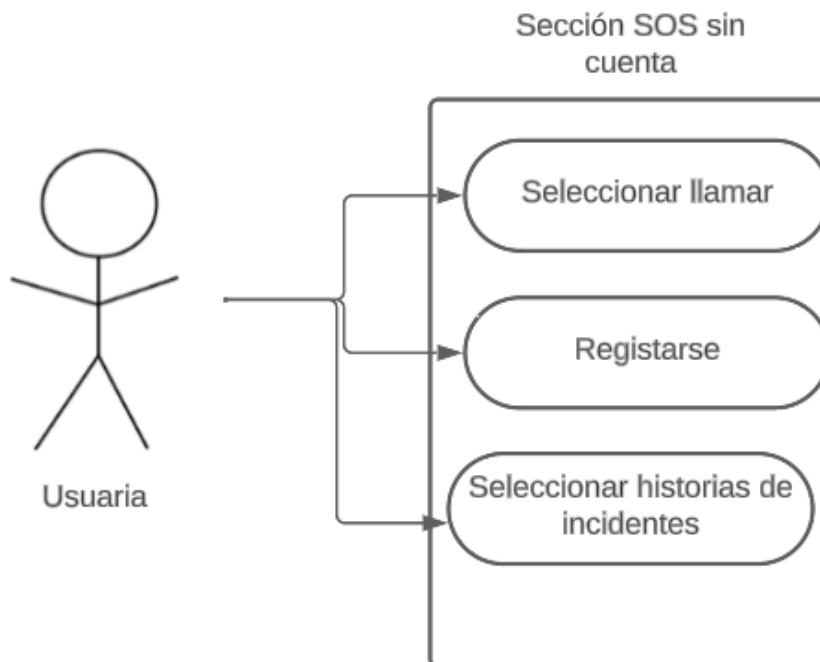 Sección SOS sin
cuenta
Seleccionar llamar
Registarse
Seleccionar historias de
incidentes
Usuaria